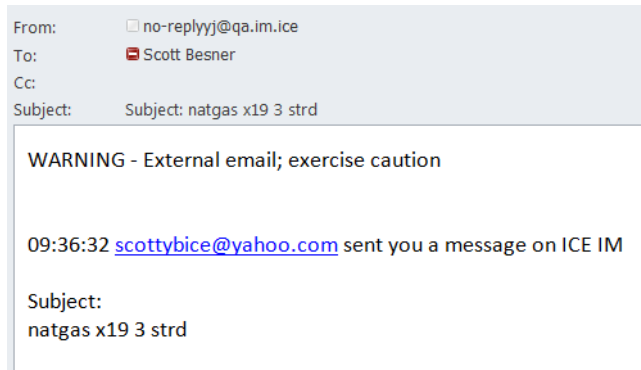 From: no-replyyj@qa.im.ice
To: Scott Besner
Cc:
Subject: Subject: natgas x19 3 strd
WARNING - External email; exercise caution
09:36:32 scottybice@yahoo.com sent you a message on ICE IM
Subject:
natgas x19 3 strd